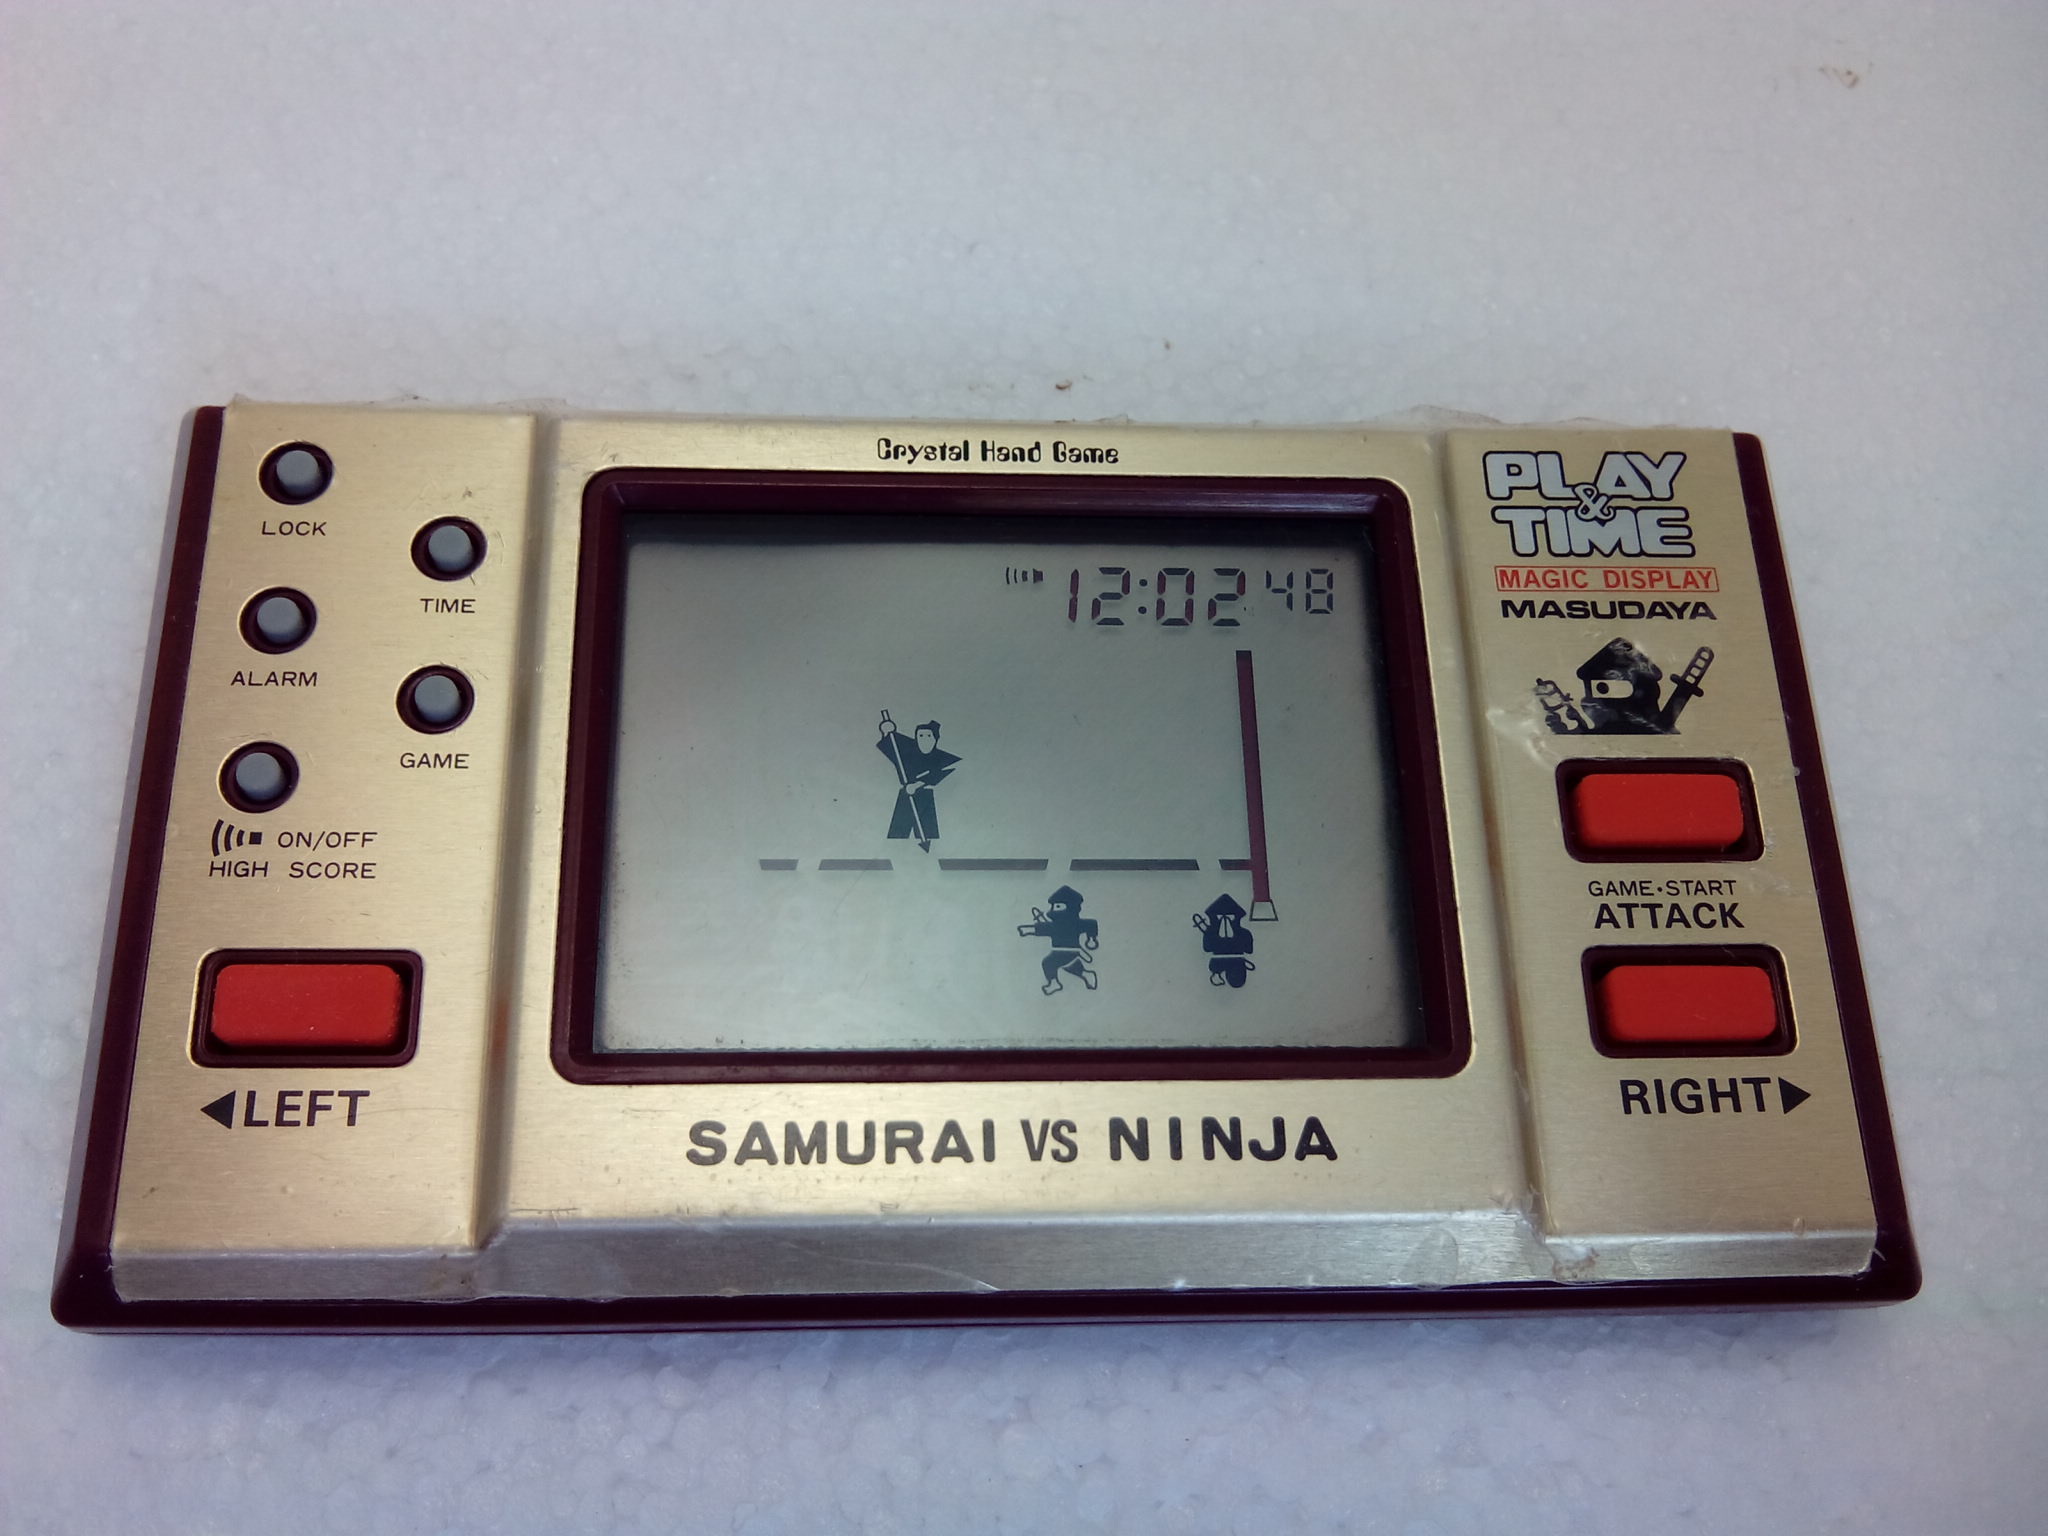 Crystal Hand Game
LOCK
TIME
ALARM
GAME
ON/OFF
HIGH SCORE
◀LEFT
12:02 48
PLAY
&
TIME
MAGIC DISPLAY
MASUDAYA
GAME·START
ATTACK
RIGHT▶
SAMURAI VS NINJA